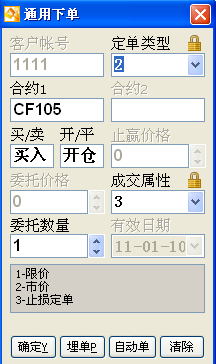 通用下单
客户帐号 定单类型
1111 2
合约1 合约2
CF105
买/卖 开/平 止赢价格
买入 开仓 0
委托价格 成交属性
0 3
委托数量 有效日期
1 11-01-10
1-限价
2-市价
3-止损定单
确定Y 埋单P 自动单 清除